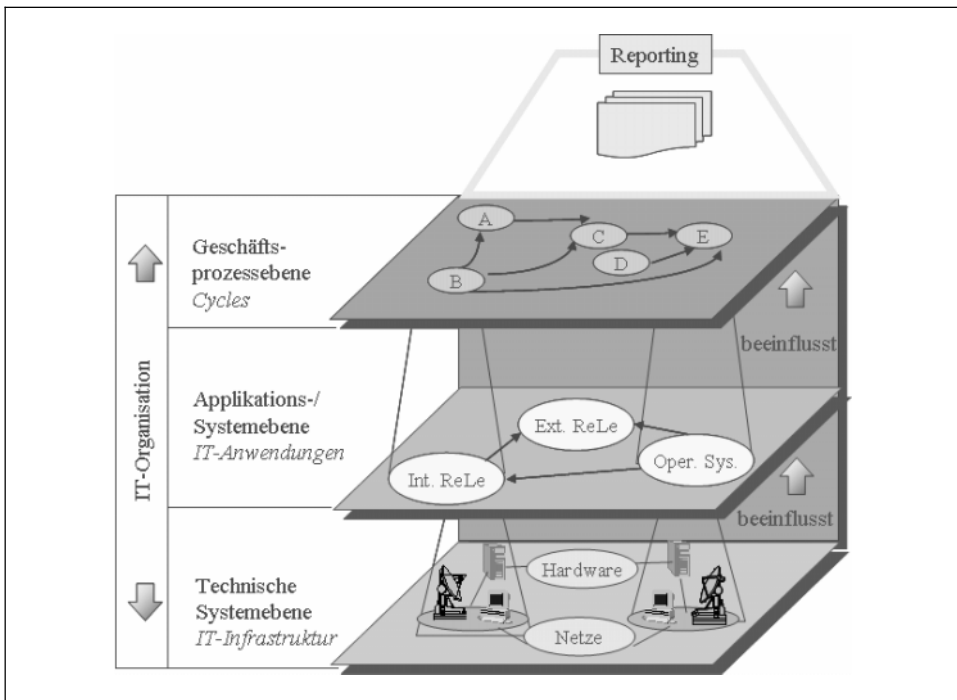 Reporting
A
C
E
D
B
Geschäfts-
prozessebene
Cycles
beeinflusst
IT-Organisation
Applikations-/
Systemebene
IT-Anwendungen
Ext. ReLe
Oper. Sys.
Int. ReLe
beeinflusst
Technische
Systemebene
IT-Infrastruktur
Hardware
Netze